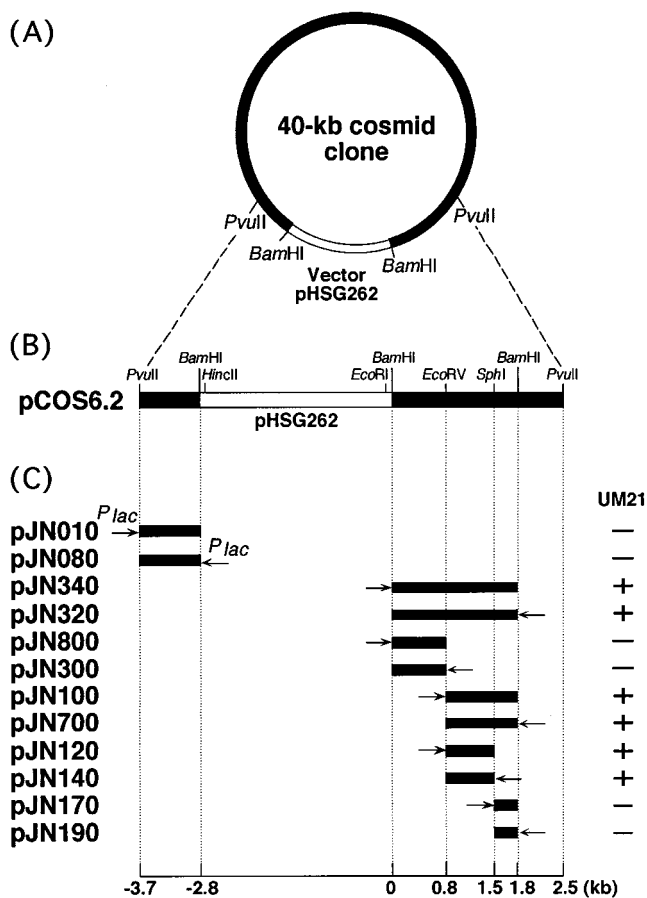 (A)
40-kb cosmid
clone
PvuII
PvuII
BamHI
BamHI
Vector
pHSG262
(B)
BamHI
BamHI
BamHI
PvuII
HincII
EcoRI
EcoRV
SphI
PvuII
pCOS6.2
pHSG262
(C)
UM21
P lac
pJN010 —
P lac
pJN080 —
pJN340 +
pJN320 +
pJN800 —
pJN300 —
pJN100 +
pJN700 +
pJN120 +
pJN140 +
pJN170 —
pJN190 —
-3.7 -2.8 0 0.8 1.5 1.8 2.5 (kb)